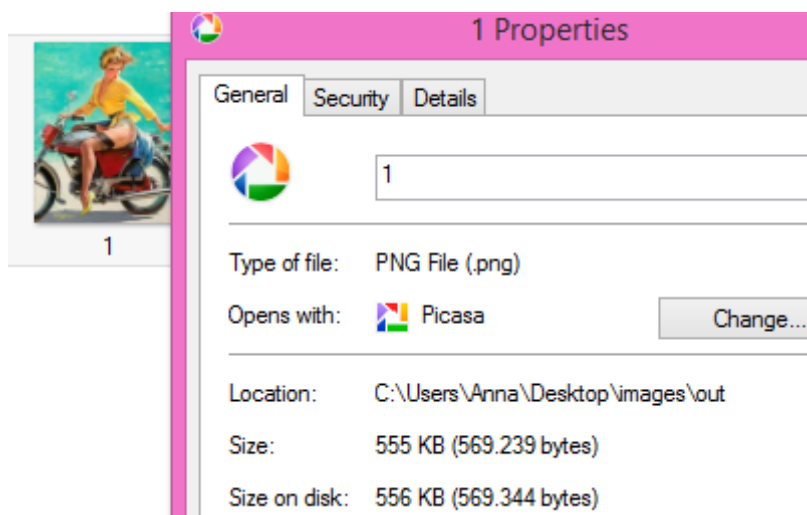 1 Properties
General Security Details
1
1
Type of file: PNG File (.png)
Opens with: Picasa Change...
Location: C:\Users\Anna\Desktop\images\out
Size: 555 KB (569.239 bytes)
Size on disk: 556 KB (569.344 bytes)